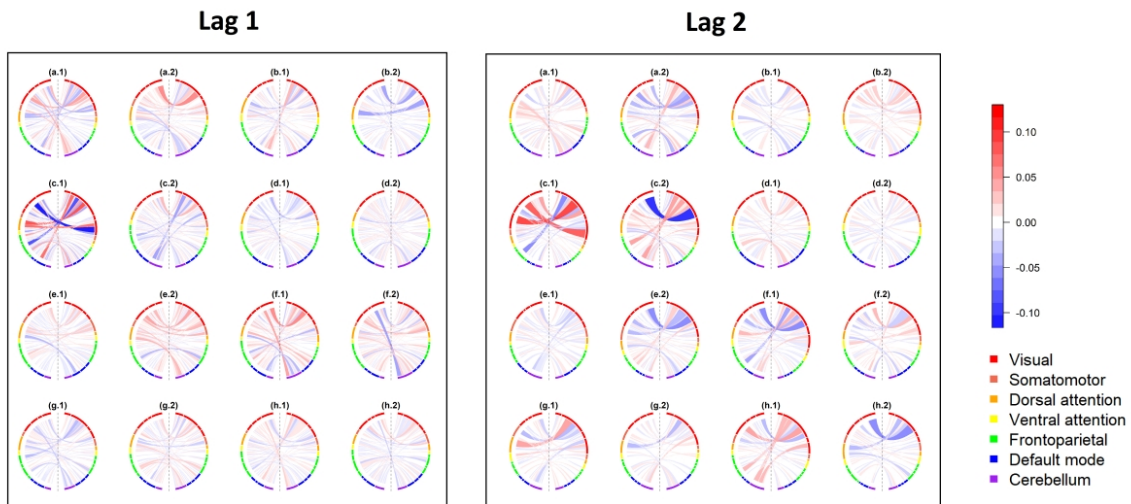 Lag 1
Lag 2
(a.1) (a.2) (b.1) (b.2)
(c.1) (c.2) (d.1) (d.2)
(e.1) (e.2) (f.1) (f.2)
(g.1) (g.2) (h.1) (h.2)
(a.1) (a.2) (b.1) (b.2)
(c.1) (c.2) (d.1) (d.2)
(e.1) (e.2) (f.1) (f.2)
(g.1) (g.2) (h.1) (h.2)
0.10
0.05
0.00
-0.05
-0.10
Visual
Somatomotor
Dorsal attention
Ventral attention
Frontoparietal
Default mode
Cerebellum